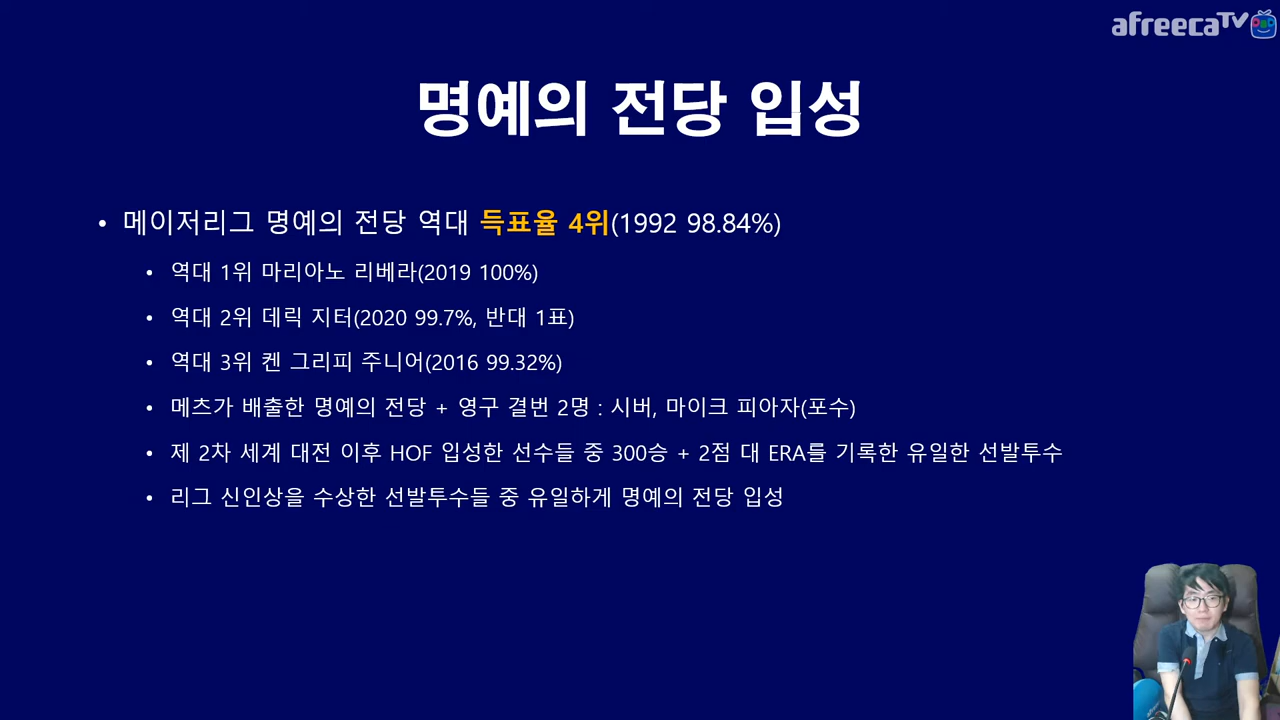 afreecaTV
명예의 전당 입성
• 메이저리그 명예의 전당 역대 득표율 4위(1992 98.84%)
• 역대 1위 마리아노 리베라(2019 100%)
• 역대 2위 데릭 지터(2020 99.7%, 반대 1표)
• 역대 3위 켄 그리피 주니어(2016 99.32%)
• 메츠가 배출한 명예의 전당 + 영구 결번 2명 : 시버, 마이크 피아자(포수)
• 제 2차 세계 대전 이후 HOF 입성한 선수들 중 300승 + 2점 대 ERA를 기록한 유일한 선발투수
• 리그 신인상을 수상한 선발투수들 중 유일하게 명예의 전당 입성